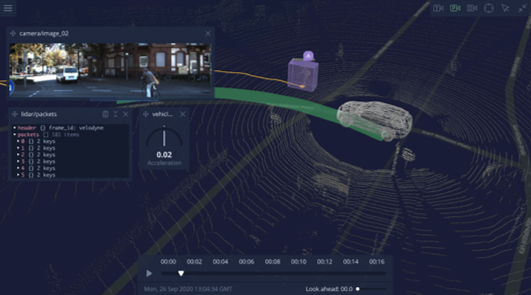 camera/image_02
lidar/packets
header {} frame_id: velodyne
packets [] 181 items
0 {} 2 keys
1 {} 2 keys
2 {} 2 keys
3 {} 2 keys
4 {} 2 keys
5 {} 2 keys
vehicl...
0.02
Acceleration
00:00 00:02 00:04 00:06 00:08 00:10 00:12 00:14 00:16
Mon, 26 Sep 2020 13:04:34 GMT
Look ahead: 00.0